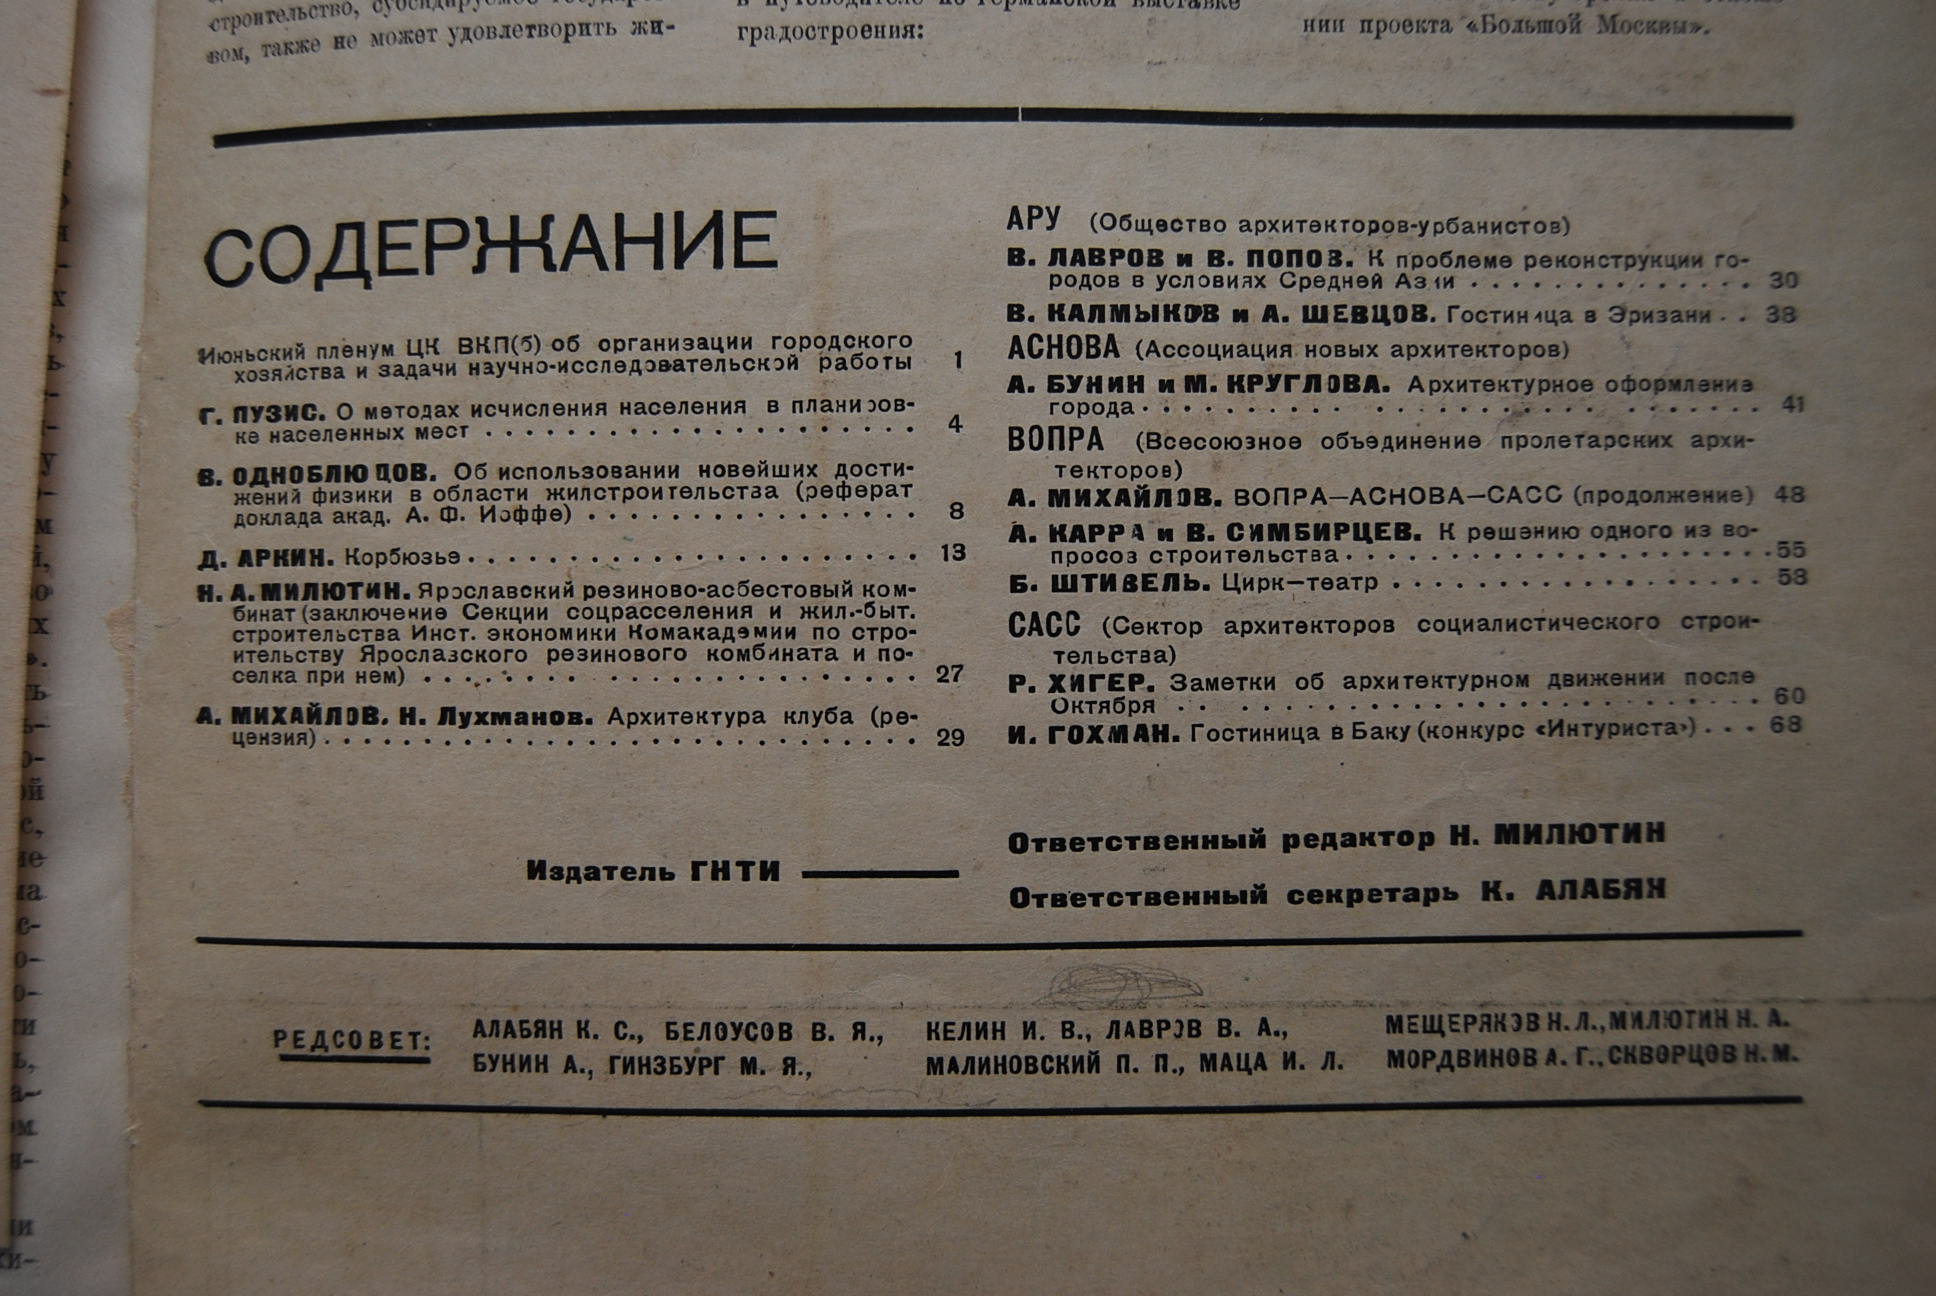 строительство, субсидируемое государст-
вом, также не может удовлетворить жи-
в путеводителе по германской выставке
градостроения:
нии проекта «Большой Москвы».
СОДЕРЖАНИЕ
Июньский пленум ЦК ВКП(б) об организации городского
хозяйства и задачи научно-исследовательской работы 1
Г. ПУЗИС. О методах исчисления населения в планиров-
ке населенных мест 4
В. ОДНОБЛЮДОВ. Об использовании новейших дости-
жений физики в области жилстроительства (реферат
доклада акад. А. Ф. Иоффе) 8
Д. АРКИН. Корбюзье 13
Н. А. МИЛЮТИН. Ярославский резиново-асбестовый ком-
бинат (заключение Секции соцрасселения и жил.-быт.
строительства Инст. экономики Комакадемии по стро-
ительству Ярославского резинового комбината и по-
селка при нем) 27
А. МИХАЙЛОВ. Н. Лухманов. Архитектура клуба (ре-
цензия) 29
АРУ (Общество архитекторов-урбанистов)
В. ЛАВРОВ и В. ПОПОВ. К проблеме реконструкции го-
родов в условиях Средней Азии 30
В. КАЛМЫКОВ и А. ШЕВЦОВ. Гостиница в Эривани 38
АСНОВА (Ассоциация новых архитекторов)
А. БУНИН и М. КРУГЛОВА. Архитектурное оформление
города 41
ВОПРА (Всесоюзное объединение пролетарских архи-
текторов)
А. МИХАЙЛОВ. ВОПРА—АСНОВА—САСС (продолжение) 48
А. КАРРА и В. СИМБИРЦЕВ. К решению одного из во-
просов строительства 55
Б. ШТИВЕЛЬ. Цирк—театр 58
САСС (Сектор архитекторов социалистического строи-
тельства)
Р. ХИГЕР. Заметки об архитектурном движении после
Октября 60
И. ГОХМАН. Гостиница в Баку (конкурс «Интуриста») 68
Издатель ГНТИ
Ответственный редактор Н. МИЛЮТИН
Ответственный секретарь К. АЛАБЯН
РЕДСОВЕТ:
АЛАБЯН К. С., БЕЛОУСОВ В. Я., КЕЛИН И. В., ЛАВРОВ В. А., МЕЩЕРЯКОВ Н. Л., МИЛЮТИН Н. А.
БУНИН А., ГИНЗБУРГ М. Я., МАЛИНОВСКИЙ П. П., МАЦА И. Л. МОРДВИНОВ А. Г., СКВОРЦОВ Н. М.